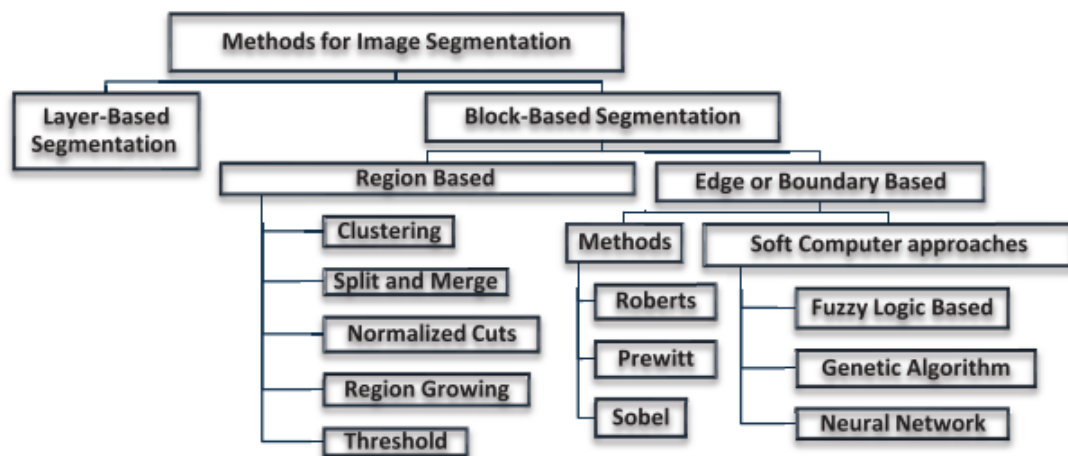 Methods for Image Segmentation
Layer-Based
Segmentation
Block-Based Segmentation
Region Based
Edge or Boundary Based
Clustering
Split and Merge
Normalized Cuts
Region Growing
Threshold
Methods
Roberts
Prewitt
Sobel
Soft Computer approaches
Fuzzy Logic Based
Genetic Algorithm
Neural Network